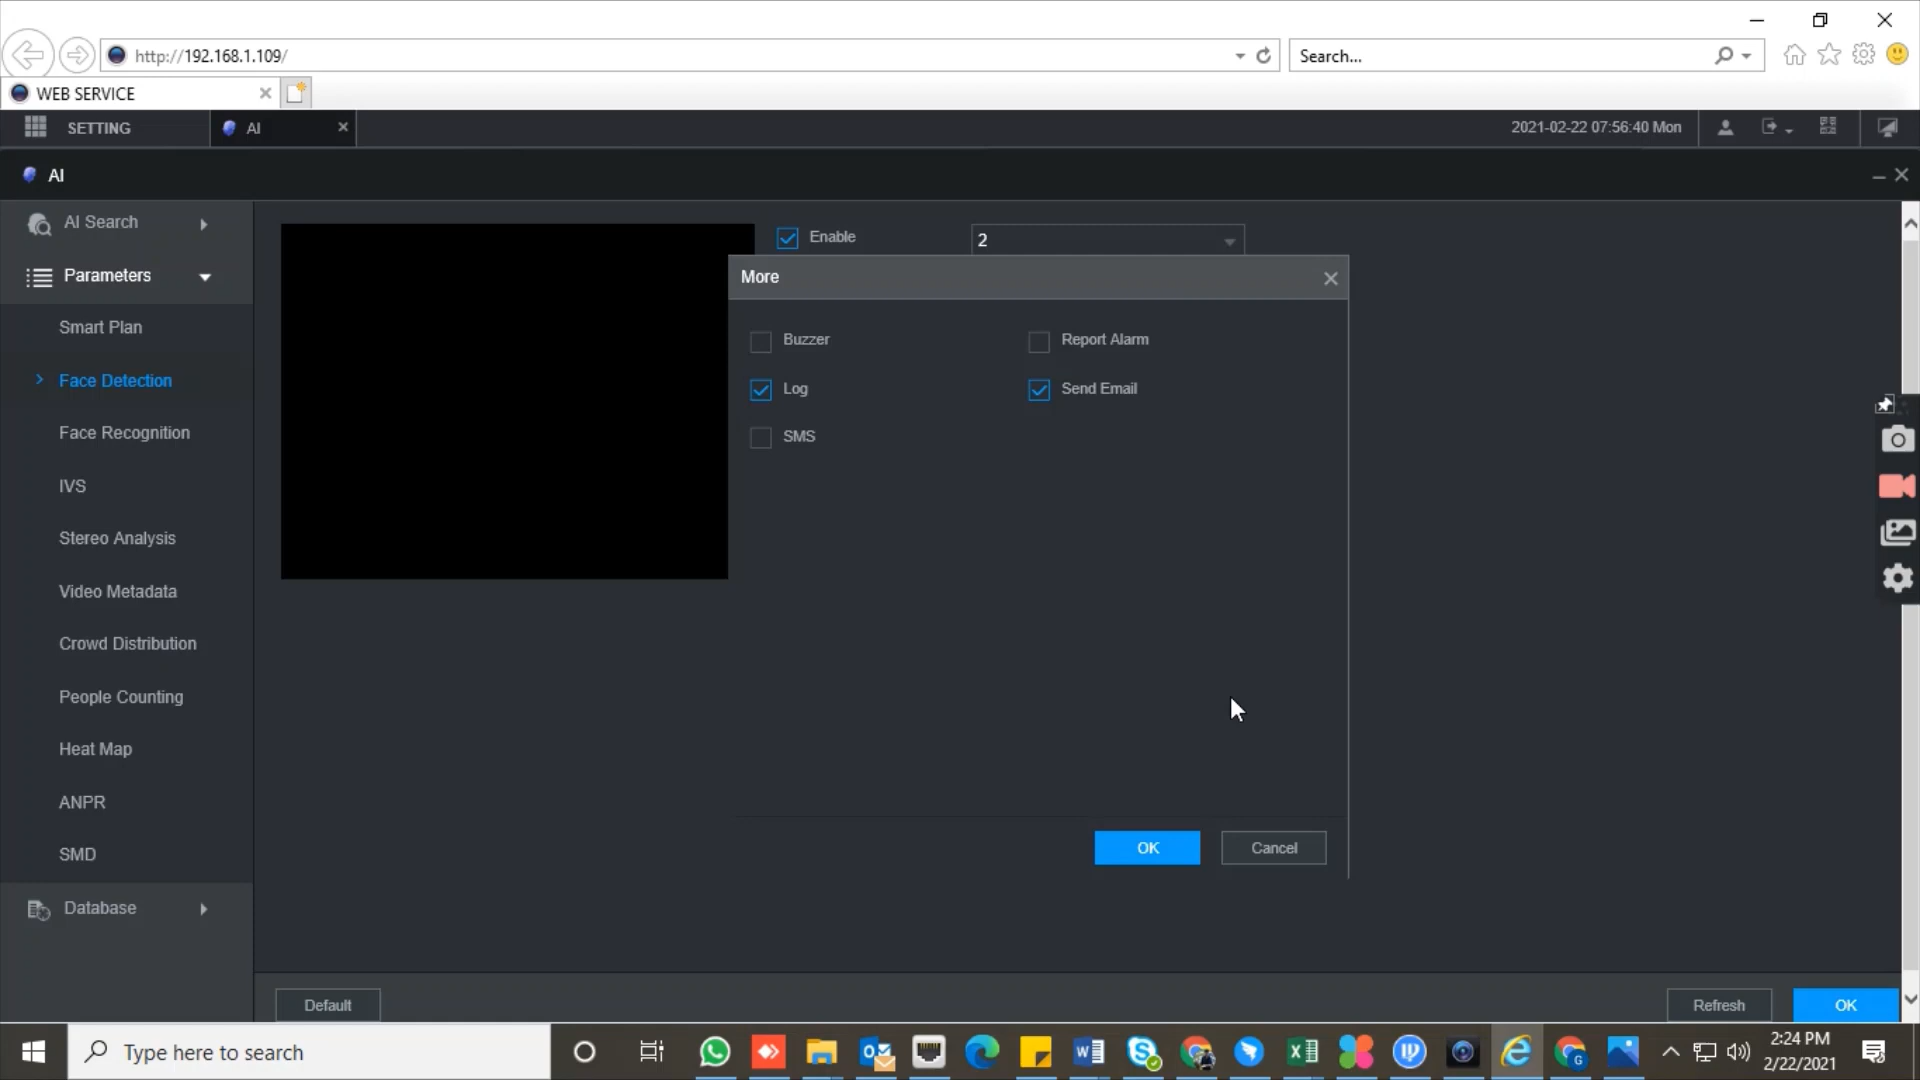 http://192.168.1.109/
Search...
WEB SERVICE
SETTING
AI
2021-02-22 07:56:40 Mon
AI
AI Search
Parameters
Smart Plan
Face Detection
Face Recognition
IVS
Stereo Analysis
Video Metadata
Crowd Distribution
People Counting
Heat Map
ANPR
SMD
Database
Enable
2
More
Buzzer
Report Alarm
Log
Send Email
SMS
OK
Cancel
Default
Refresh
OK
Type here to search
2:24 PM
2/22/2021